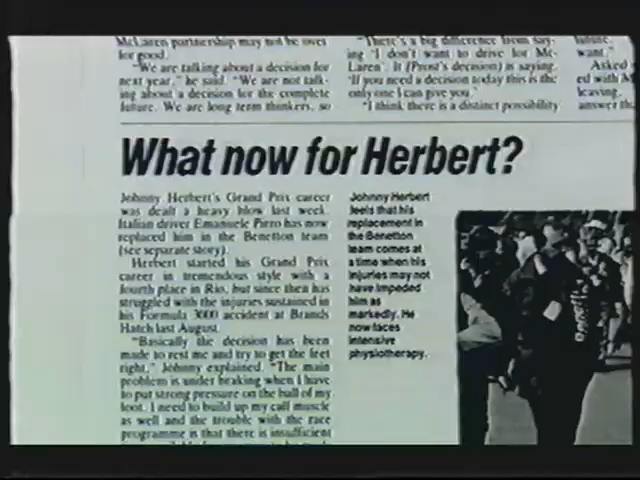 McLaren partnership may not be over
for good.
"We are talking about a decision for
next year," he said. "We are not talk-
ing about a decision for the complete
future. We are long term thinkers, so
"There's a big difference from say-
ing 'I don't want to drive for Mc-
Laren'. It (Prost's decision) is saying,
'If you need a decision today this is the
only one I can give you.'
"I think there is a distinct possibility
future.
want."
Asked
ed with M
leaving,
answer th
What now for Herbert?
Johnny Herbert's Grand Prix career
was dealt a heavy blow last week.
Italian driver Emanuele Pirro has now
replaced him in the Benetton team
(see separate story).
Herbert started his Grand Prix
career in tremendous style with a
fourth place in Rio, but since then has
struggled with the injuries sustained in
his Formula 3000 accident at Brands
Hatch last August.
"Basically the decision has been
made to rest me and try to get the feet
right," Johnny explained. "The main
problem is under braking when I have
to put strong pressure on the ball of my
foot. I need to build up my calf muscle
as well and the trouble with the race
programme is that there is insufficient
Johnny Herbert
feels that his
replacement in
the Benetton
team comes at
a time when his
injuries may not
have impeded
him as
markedly. He
now faces
intensive
physiotherapy.